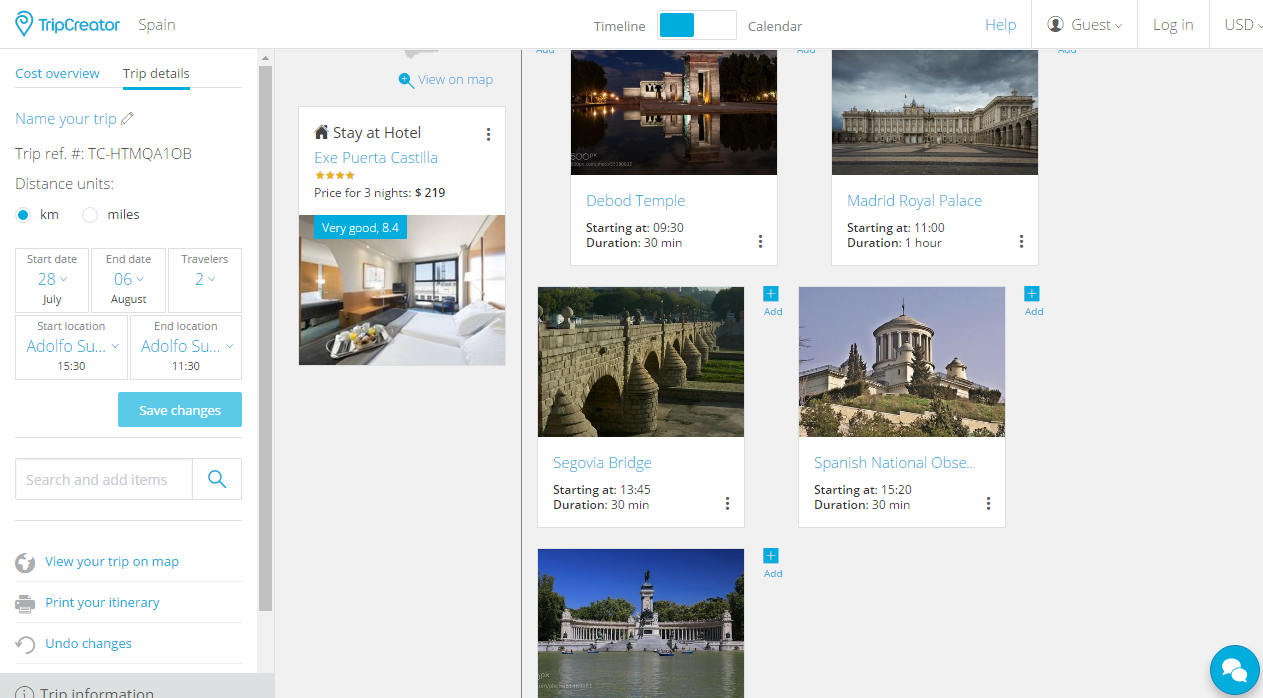 TripCreator
Spain
Timeline
Calendar
Help
Guest
Log in
USD
Cost overview
Trip details
Name your trip
Trip ref. #: TC-HTMQA1OB
Distance units:
km
miles
Start date
28
July
End date
06
August
Travelers
2
Start location
Adolfo Su...
15:30
End location
Adolfo Su...
11:30
Save changes
Search and add items
View your trip on map
Print your itinerary
Undo changes
Trip information
View on map
Stay at Hotel
Exe Puerta Castilla
Price for 3 nights: $ 219
Very good, 8.4
Add
Add
Add
Debod Temple
Starting at: 09:30
Duration: 30 min
Madrid Royal Palace
Starting at: 11:00
Duration: 1 hour
Segovia Bridge
Starting at: 13:45
Duration: 30 min
Add
Spanish National Obse...
Starting at: 15:20
Duration: 30 min
Add
Add